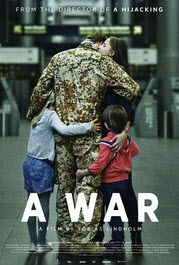 FROM THE DIRECTOR OF A HIJACKING
A WAR
A FILM BY TOBIAS LINDHOLM